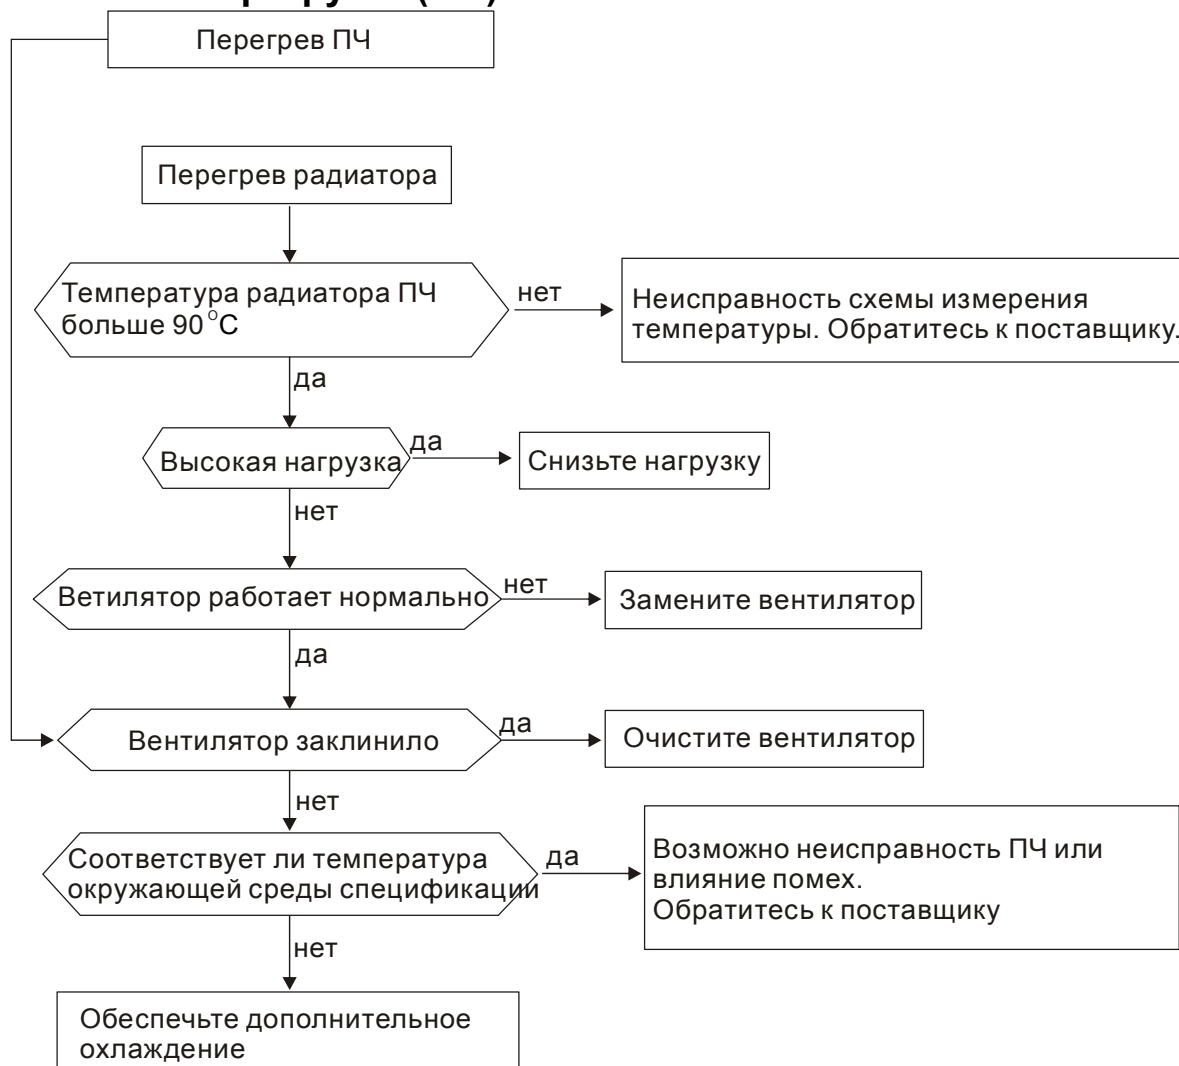 Перегрев ПЧ
Перегрев радиатора
Температура радиатора ПЧ
больше 90°C
нет
Неисправность схемы измерения
температуры. Обратитесь к поставщику.
да
Высокая нагрузка
да
Снизьте нагрузку
нет
Ветилятор работает нормально
нет
Замените вентилятор
да
Вентилятор заклинило
да
Очистите вентилятор
нет
Соответствует ли температура
окружающей среды спецификации
да
Возможно неисправность ПЧ или
влияние помех.
Обратитесь к поставщику
нет
Обеспечьте дополнительное
охлаждение